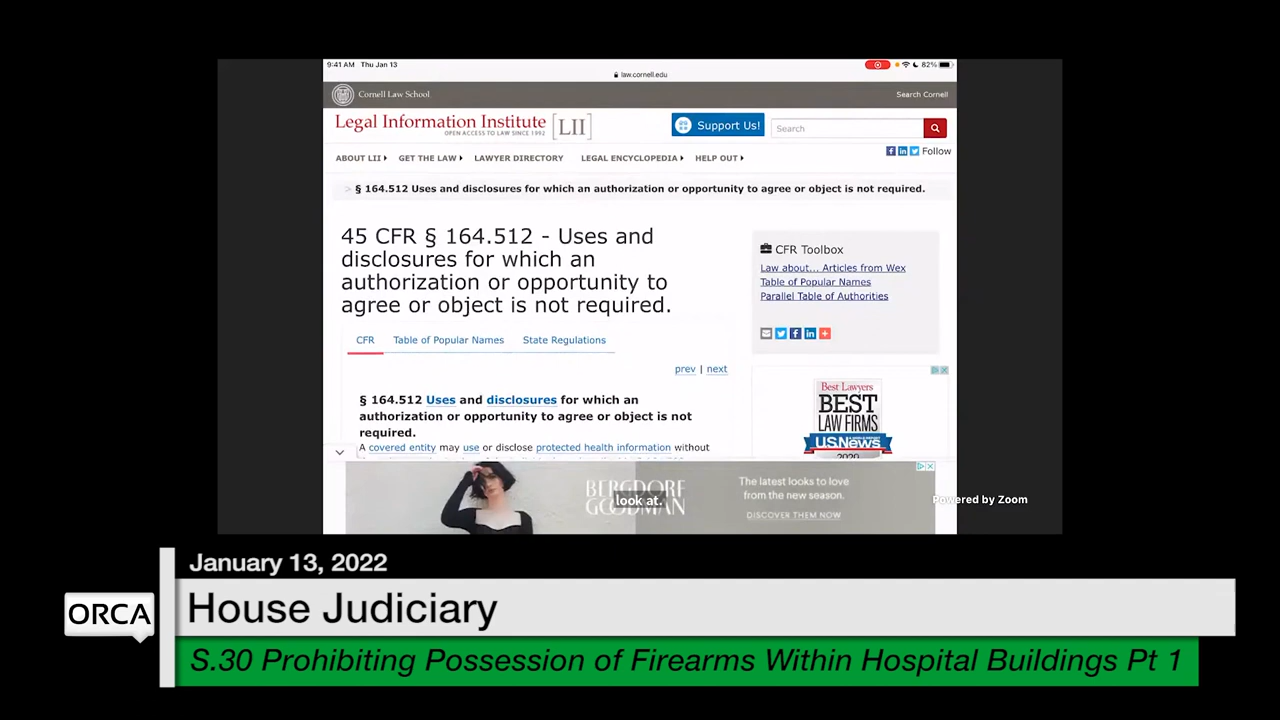 9:41 AM Thu Jan 13
82%
law.cornell.edu
Cornell Law School
Search Cornell
Legal Information Institute [LII]
OPEN ACCESS TO LAW SINCE 1992
Support Us!
Search
Follow
ABOUT LII GET THE LAW LAWYER DIRECTORY LEGAL ENCYCLOPEDIA HELP OUT
> § 164.512 Uses and disclosures for which an authorization or opportunity to agree or object is not required.
45 CFR § 164.512 - Uses and
disclosures for which an
authorization or opportunity to
agree or object is not required.
CFR Toolbox
Law about... Articles from Wex
Table of Popular Names
Parallel Table of Authorities
CFR Table of Popular Names State Regulations
prev | next
§ 164.512 Uses and disclosures for which an
authorization or opportunity to agree or object is not
required.
A covered entity may use or disclose protected health information without
Best Lawyers
BEST
LAW FIRMS
U.S.News
2020
BERGDORF
GOODMAN
look at.
The latest looks to love
from the new season.
DISCOVER THEM NOW
Powered by Zoom
January 13, 2022
ORCA
House Judiciary
S.30 Prohibiting Possession of Firearms Within Hospital Buildings Pt 1